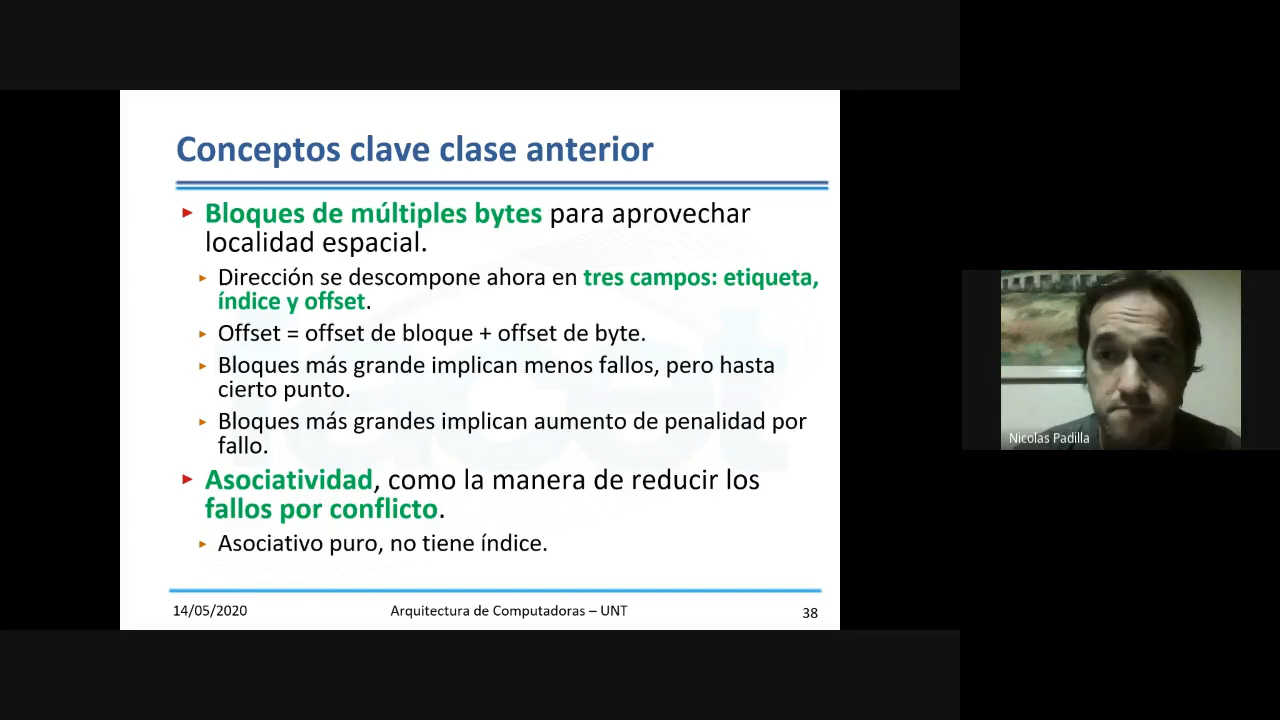 Conceptos clave clase anterior
Bloques de múltiples bytes para aprovechar
localidad espacial.
Dirección se descompone ahora en tres campos: etiqueta,
índice y offset.
Offset = offset de bloque + offset de byte.
Bloques más grande implican menos fallos, pero hasta
cierto punto.
Bloques más grandes implican aumento de penalidad por
fallo.
Asociatividad, como la manera de reducir los
fallos por conflicto.
Asociativo puro, no tiene índice.
14/05/2020
Arquitectura de Computadoras – UNT
38
Nicolas Padilla